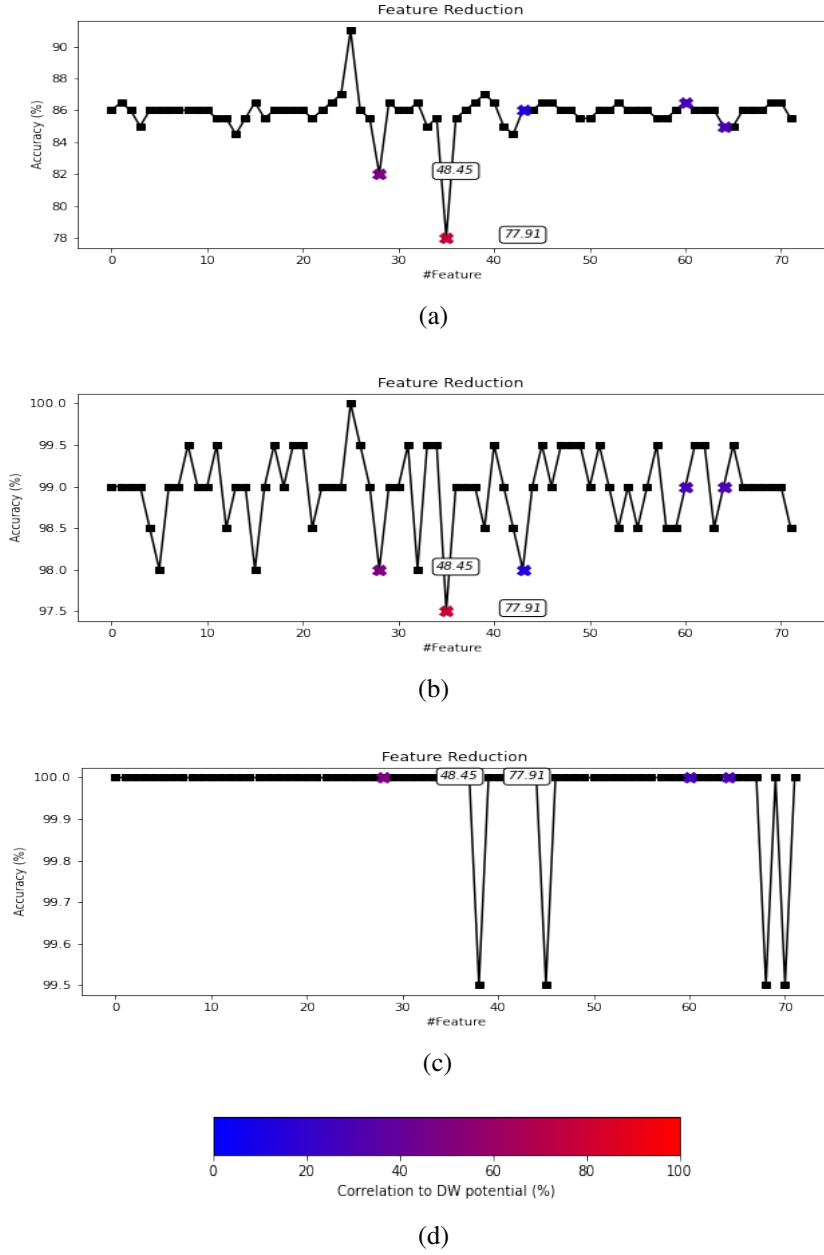 Feature Reduction
90
88
86
84
82
80
78
Accuracy (%)
48.45
77.91
0 10 20 30 40 50 60 70
#Feature
(a)
Feature Reduction
100.0
99.5
99.0
98.5
98.0
97.5
Accuracy (%)
48.45
77.91
0 10 20 30 40 50 60 70
#Feature
(b)
Feature Reduction
100.0
99.9
99.8
99.7
99.6
99.5
Accuracy (%)
48.45 77.91
0 10 20 30 40 50 60 70
#Feature
(c)
0 20 40 60 80 100
Correlation to DW potential (%)
(d)